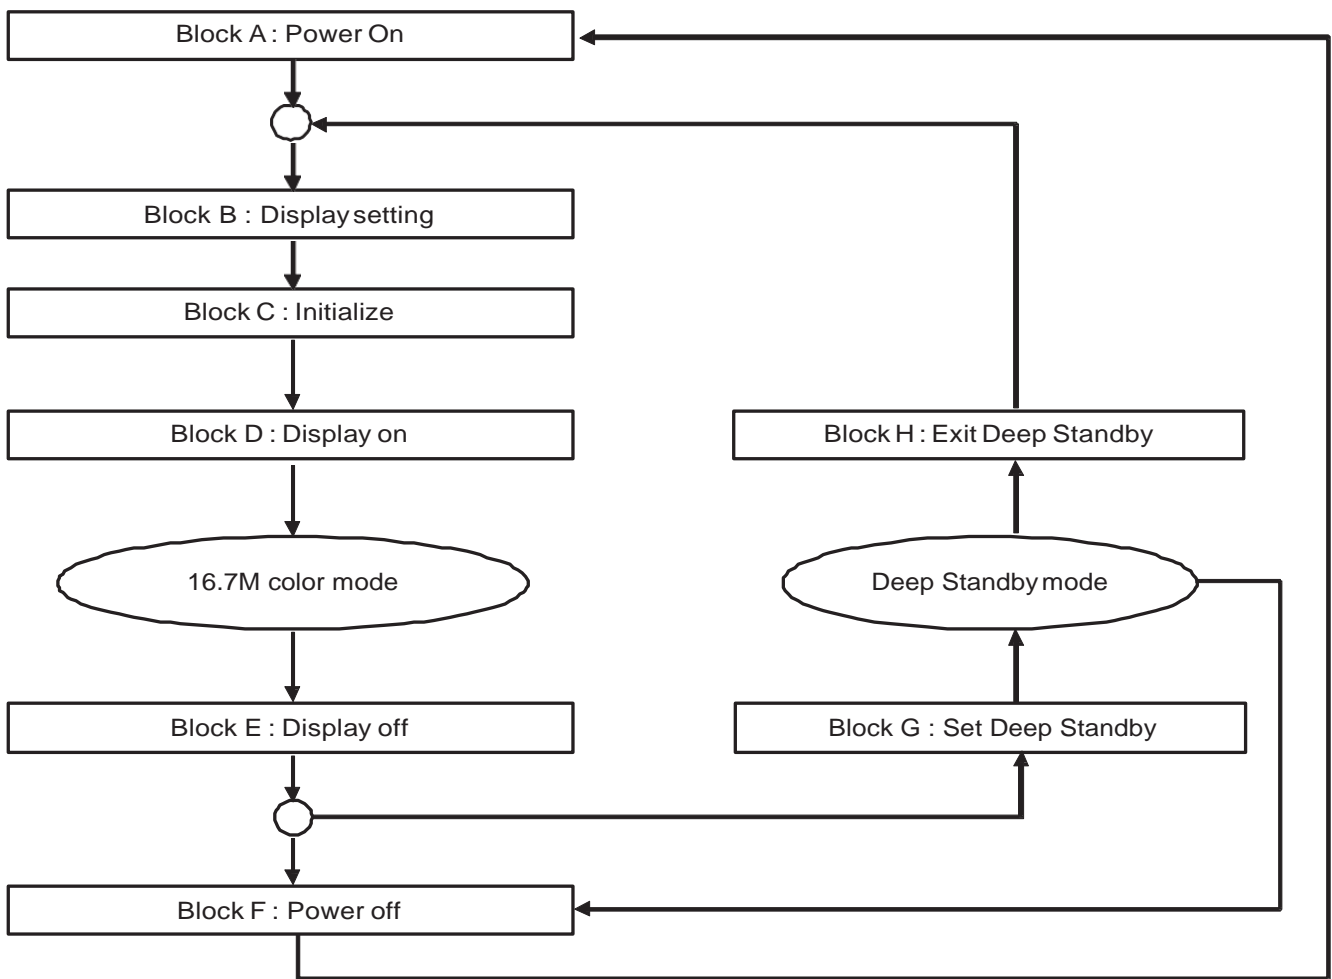 Block A : Power On
Block B : Display setting
Block C : Initialize
Block D : Display on
Block H : Exit Deep Standby
16.7M color mode
Deep Standby mode
Block E : Display off
Block G : Set Deep Standby
Block F : Power off